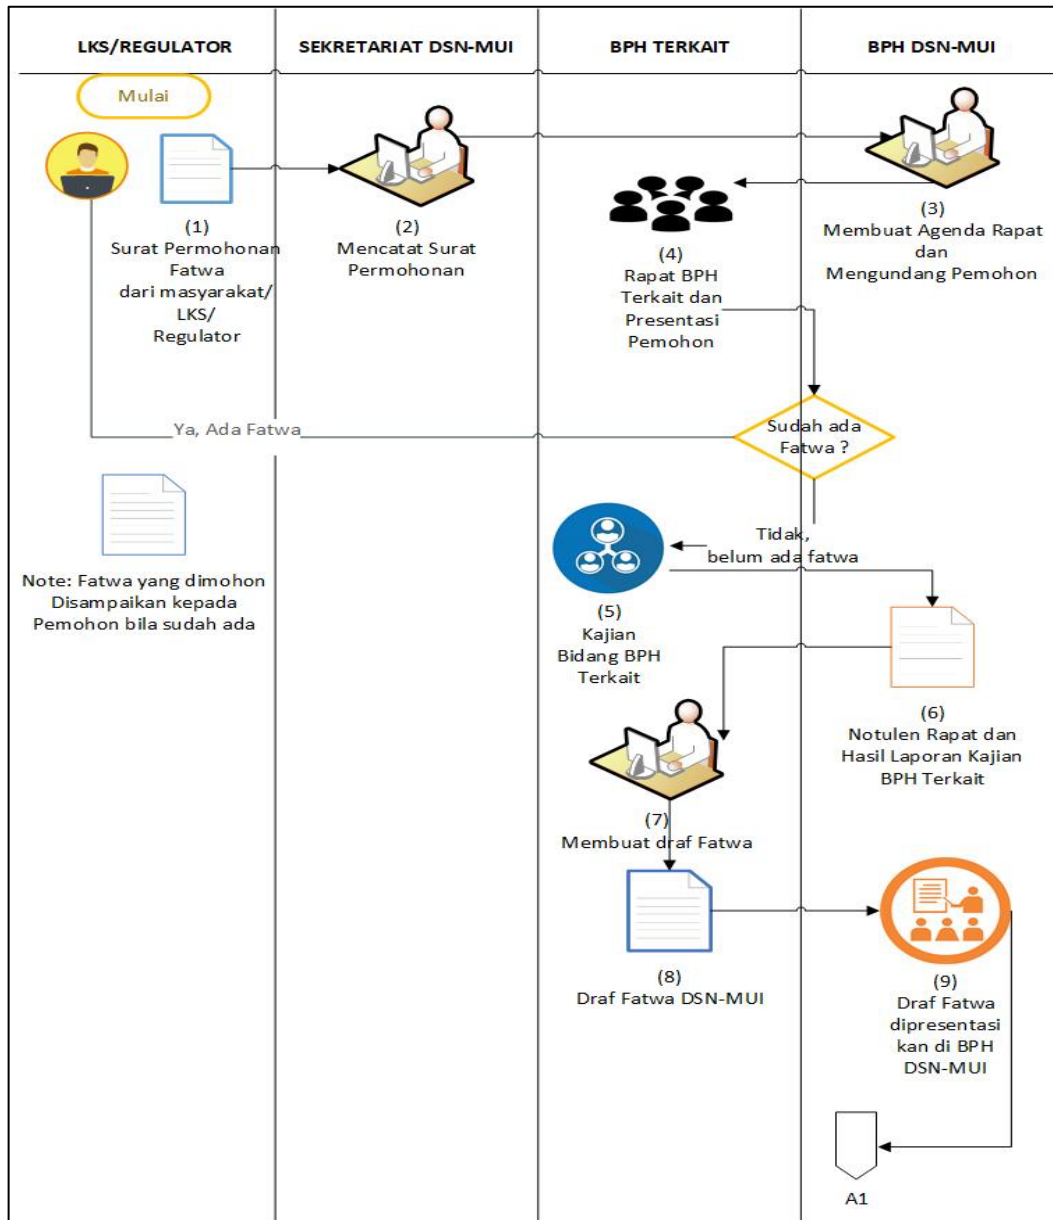 LKS/REGULATOR
SEKRETARIAT DSN-MUI
BPH TERKAIT
BPH DSN-MUI
Mulai
(1)
Surat Permohonan
Fatwa
dari masyarakat/
LKS/
Regulator
(2)
Mencatat Surat
Permohonan
(3)
Membuat Agenda Rapat
dan
Mengundang Pemohon
(4)
Rapat BPH
Terkait dan
Presentasi
Pemohon
Sudah ada
Fatwa ?
Ya, Ada Fatwa
Note: Fatwa yang dimohon
Disampaikan kepada
Pemohon bila sudah ada
Tidak,
belum ada fatwa
(5)
Kajian
Bidang BPH
Terkait
(6)
Notulen Rapat dan
Hasil Laporan Kajian
BPH Terkait
(7)
Membuat draf Fatwa
(8)
Draf Fatwa DSN-MUI
(9)
Draf Fatwa
dipresentasi
kan di BPH
DSN-MUI
A1